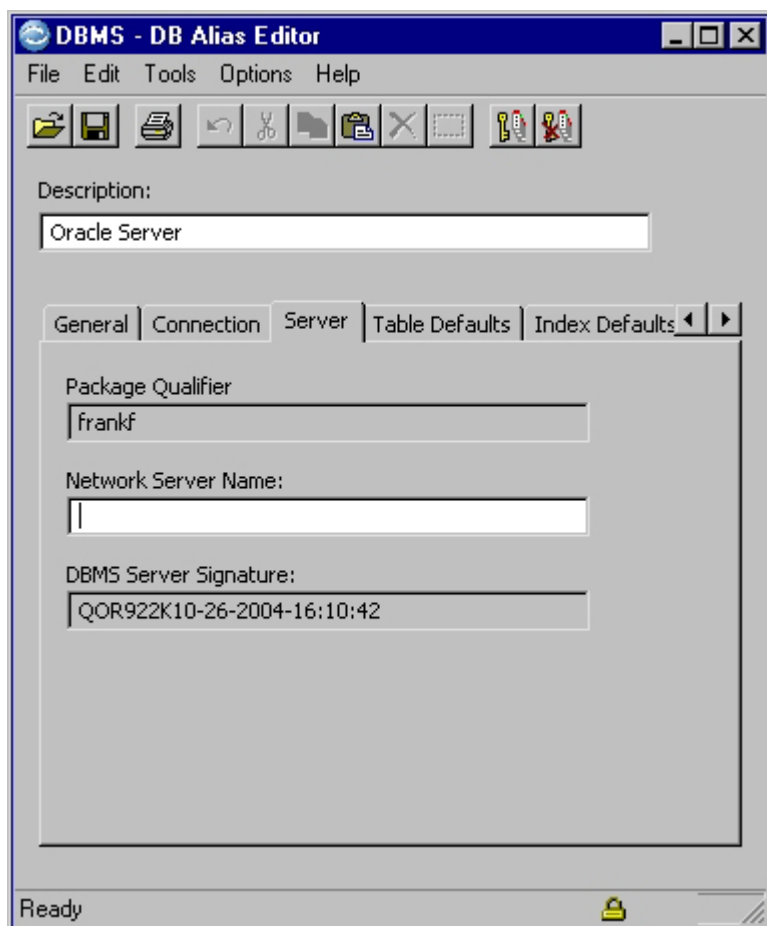 DBMS - DB Alias Editor
File Edit Tools Options Help
Description:
Oracle Server
General Connection Server Table Defaults Index Defaults
Package Qualifier
frankf
Network Server Name:
DBMS Server Signature:
QOR922K10-26-2004-16:10:42
Ready